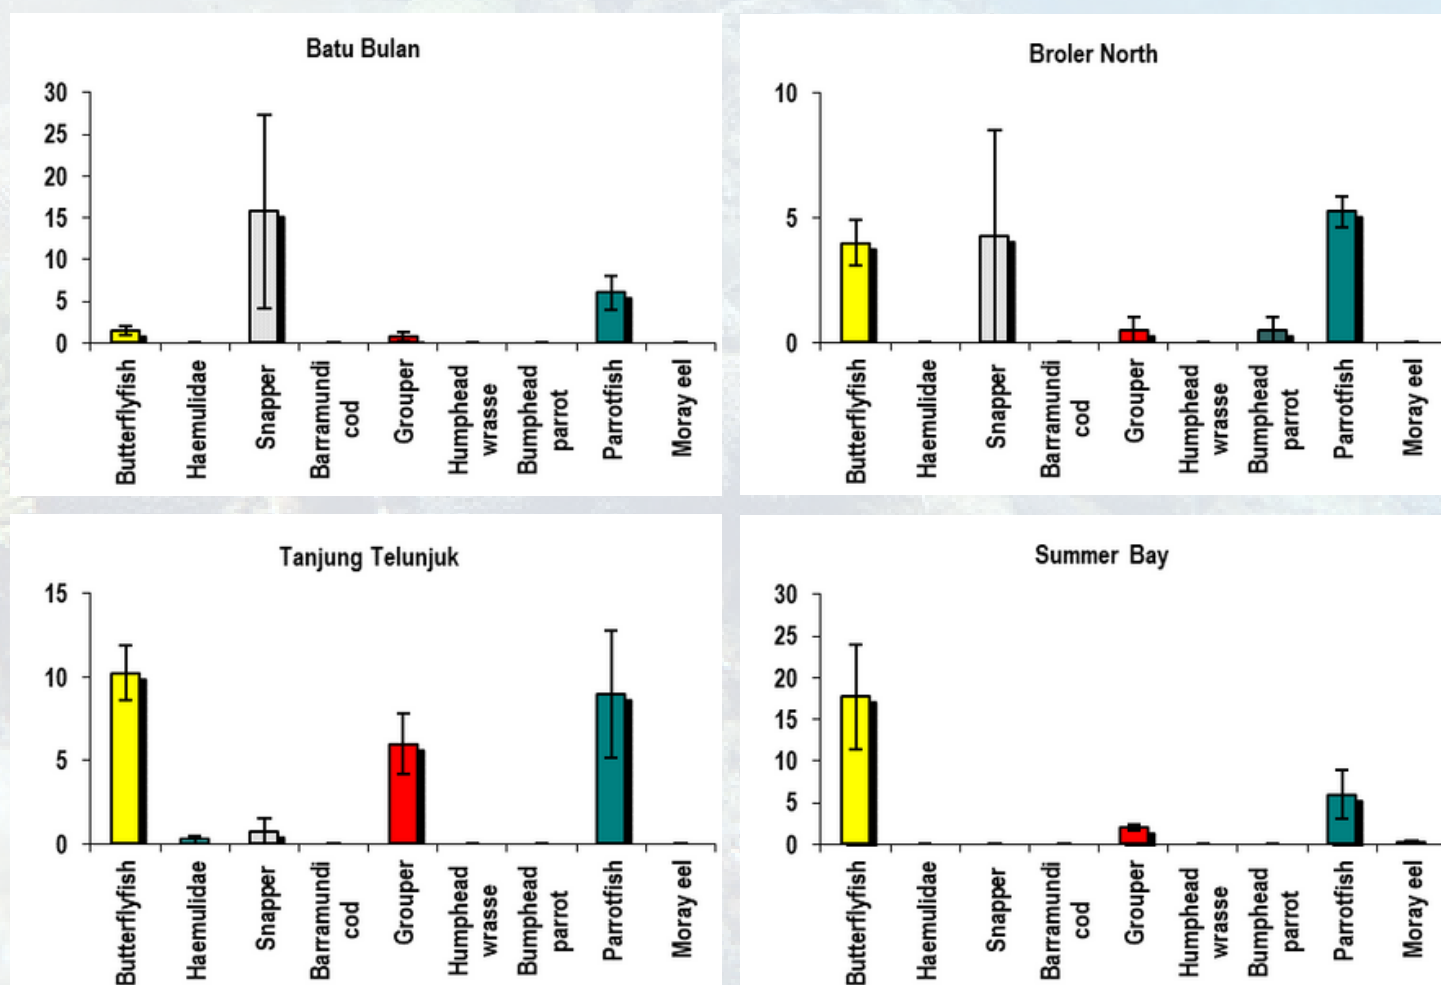 Batu Bulan
30
25
20
15
10
5
0
Butterflyfish
Haemulidae
Snapper
Barramundi
cod
Grouper
Humphead
wrasse
Bumphead
parrot
Parrotfish
Moray eel
Broler North
10
5
0
Butterflyfish
Haemulidae
Snapper
Barramundi
cod
Grouper
Humphead
wrasse
Bumphead
parrot
Parrotfish
Moray eel
Tanjung Telunjuk
15
10
5
0
Butterflyfish
Haemulidae
Snapper
Barramundi
cod
Grouper
Humphead
wrasse
Bumphead
parrot
Parrotfish
Moray eel
Summer Bay
30
25
20
15
10
5
0
Butterflyfish
Haemulidae
Snapper
Barramundi
cod
Grouper
Humphead
wrasse
Bumphead
parrot
Parrotfish
Moray eel